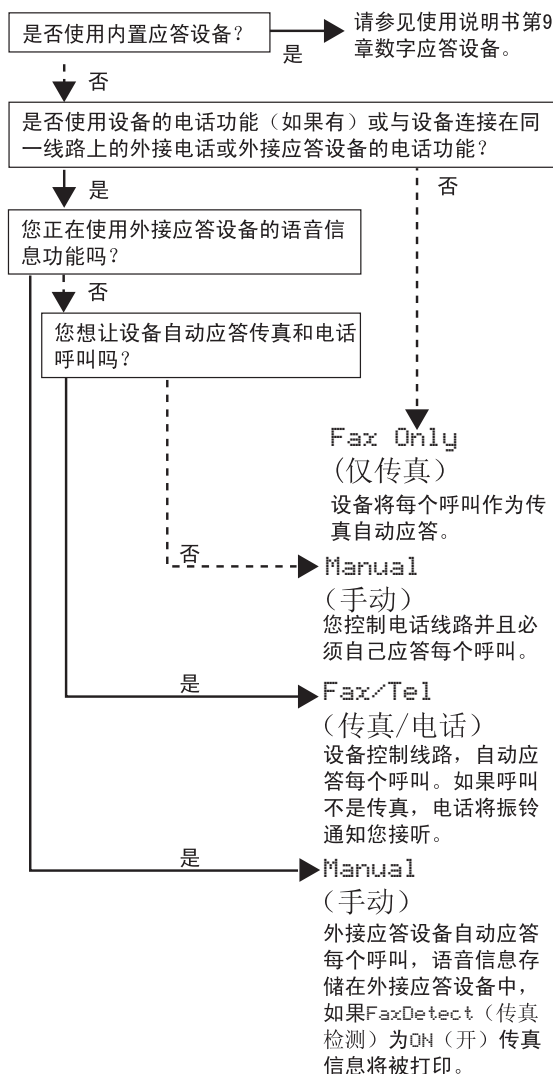 是否使用内置应答设备？
是
请参见使用说明书第9
章数字应答设备。
否
是否使用设备的电话功能（如果有）或与设备连接在同
一线路上的外接电话或外接应答设备的电话功能？
是
否
您正在使用外接应答设备的语音信
息功能吗？
否
您想让设备自动应答传真和电话
呼叫吗？
Fax Only
(仅传真）
设备将每个呼叫作为传
真自动应答。
否
Manual
（手动）
您控制电话线路并且必
须自己应答每个呼叫。
是
Fax/Tel
（传真/电话）
设备控制线路，自动应
答每个呼叫。如果呼叫
不是传真，电话将振铃
通知您接听。
是
Manual
（手动）
外接应答设备自动应答
每个呼叫，语音信息存
储在外接应答设备中，
如果FaxDetect（传真
检测）为ON（开）传真
信息将被打印。